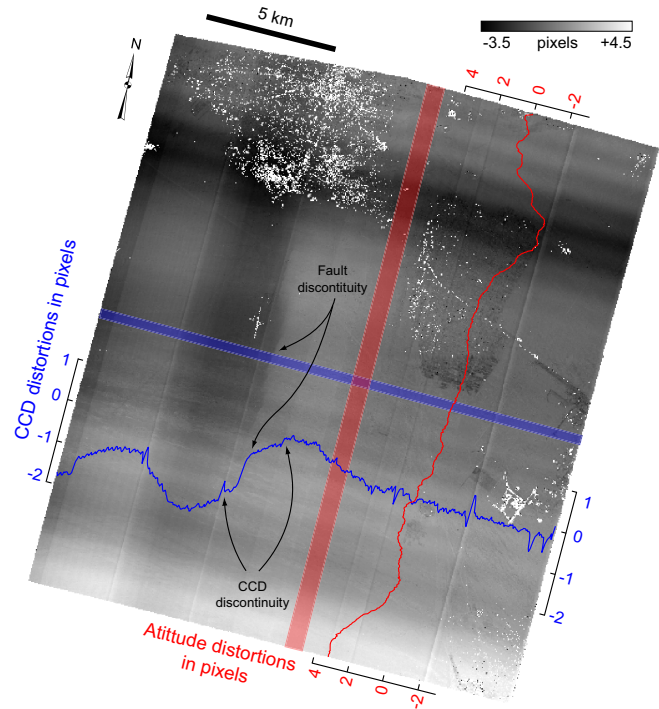 5 km
-3.5 pixels +4.5
N
4 2 0 -2
Fault
discontituity
CCD distortions in pixels
1
0
-1
-2
1
0
-1
-2
CCD
discontinuity
Atittude distortions
in pixels
4 2 0 -2